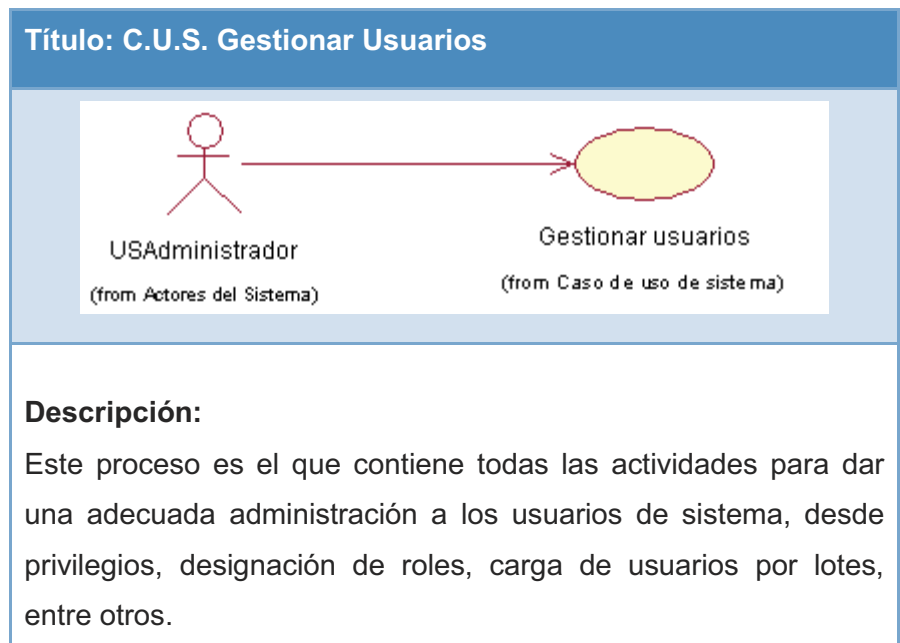 Título: C.U.S. Gestionar Usuarios
USAdministrador
(from Actores del Sistema)
Gestionar usuarios
(from Caso de uso de sistema)
Descripción:
Este proceso es el que contiene todas las actividades para dar
una adecuada administración a los usuarios de sistema, desde
privilegios, designación de roles, carga de usuarios por lotes,
entre otros.